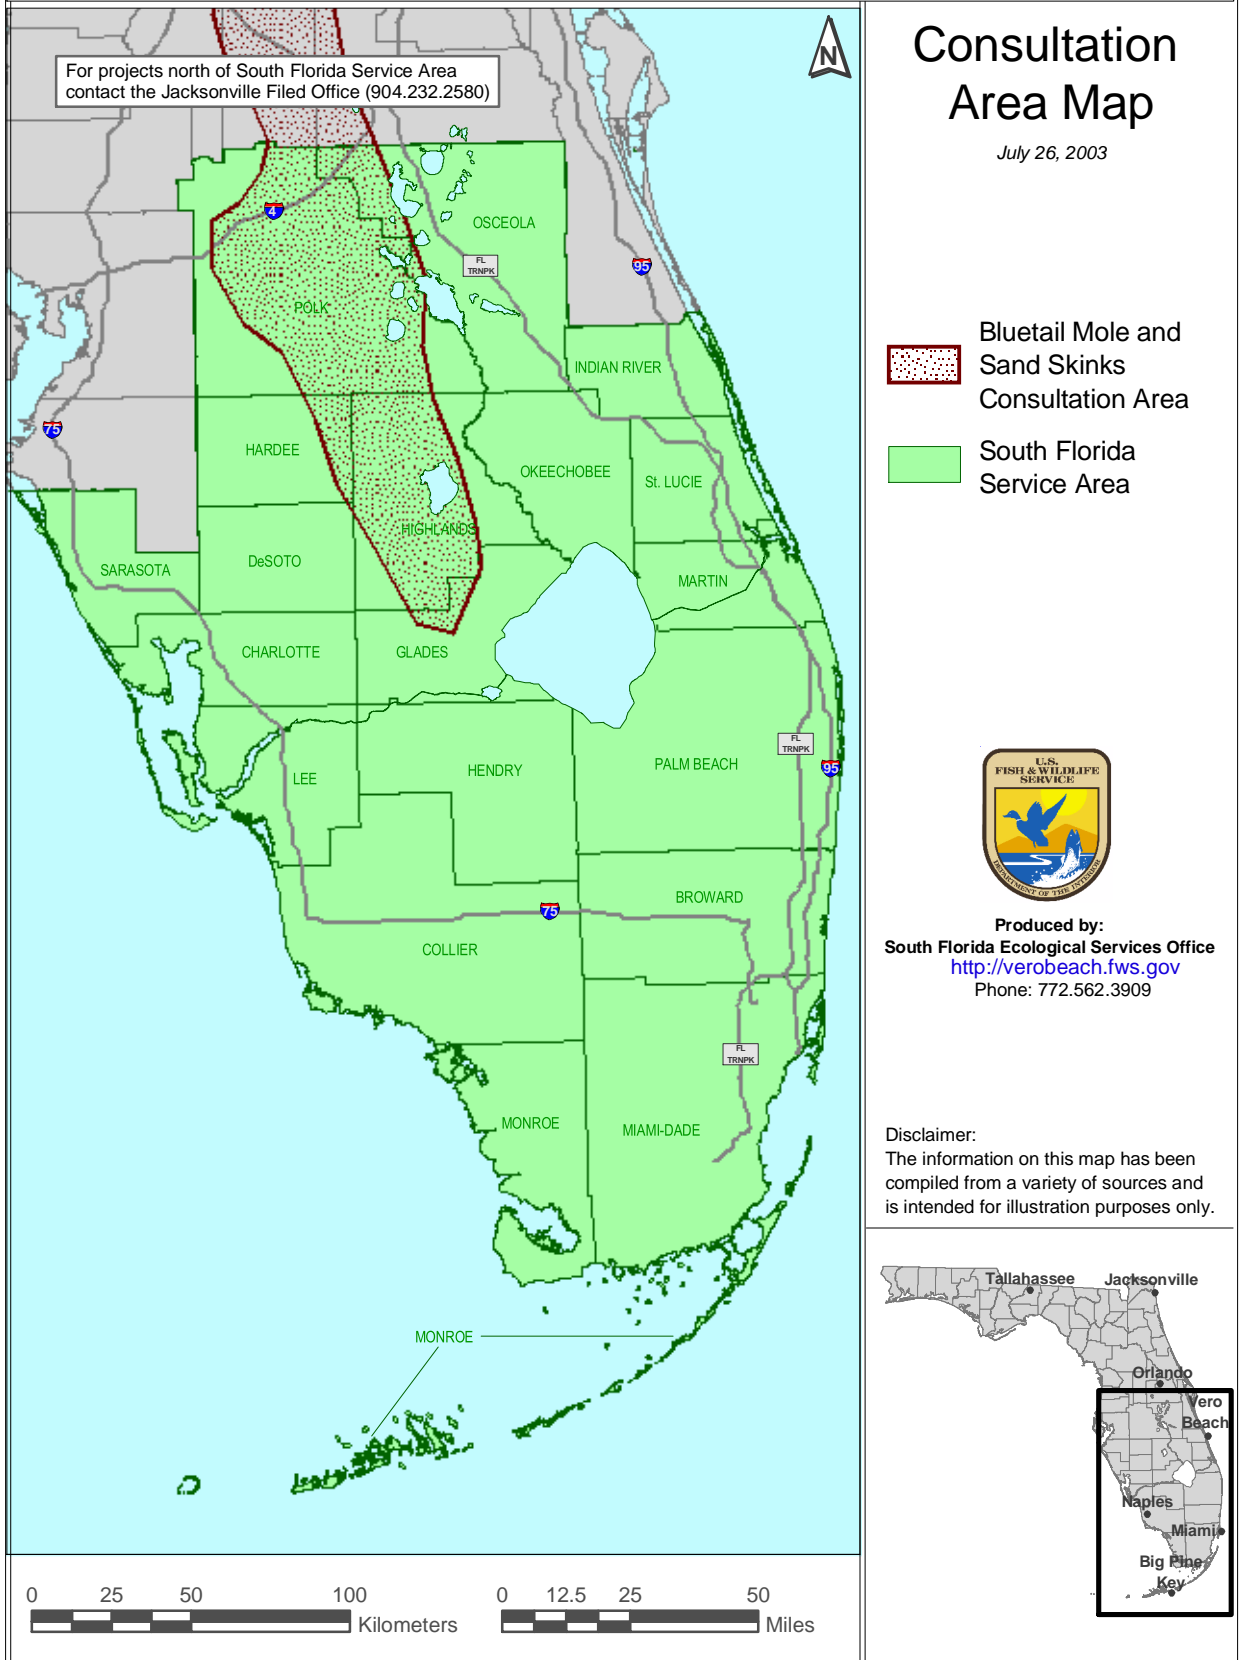 For projects north of South Florida Service Area
contact the Jacksonville Filed Office (904.232.2580)
N
4
OSCEOLA
FL
TRNPK
95
POLK
INDIAN RIVER
75
HARDEE
OKEECHOBEE
St. LUCIE
HIGHLANDS
SARASOTA
DeSOTO
MARTIN
CHARLOTTE
GLADES
FL
TRNPK
LEE
HENDRY
PALM BEACH
95
BROWARD
75
COLLIER
FL
TRNPK
MONROE
MIAMI-DADE
MONROE
0 25 50 100
Kilometers
0 12.5 25 50
Miles
Consultation
Area Map
July 26, 2003
Bluetail Mole and
Sand Skinks
Consultation Area
South Florida
Service Area
U.S.
FISH & WILDLIFE
SERVICE
DEPARTMENT OF THE INTERIOR
Produced by:
South Florida Ecological Services Office
http://verobeach.fws.gov
Phone: 772.562.3909
Disclaimer:
The information on this map has been
compiled from a variety of sources and
is intended for illustration purposes only.
Tallahassee
Jacksonville
Orlando
Vero
Beach
Naples
Miami
Big Pine
Key